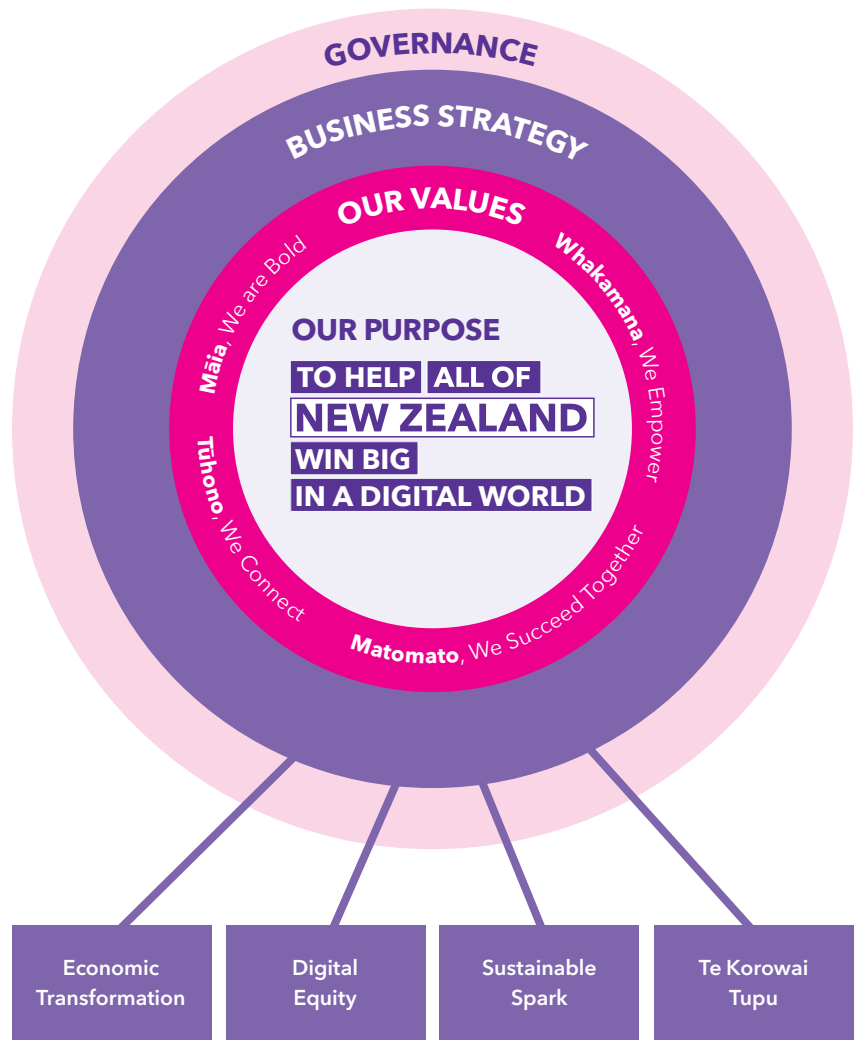 GOVERNANCE
BUSINESS STRATEGY
OUR VALUES
Māia, We are Bold
Whakamana, We Empower
Tūhono, We Connect
Matomato, We Succeed Together
OUR PURPOSE
TO HELP ALL OF
NEW ZEALAND
WIN BIG
IN A DIGITAL WORLD
Economic
Transformation
Digital
Equity
Sustainable
Spark
Te Korowai
Tupu